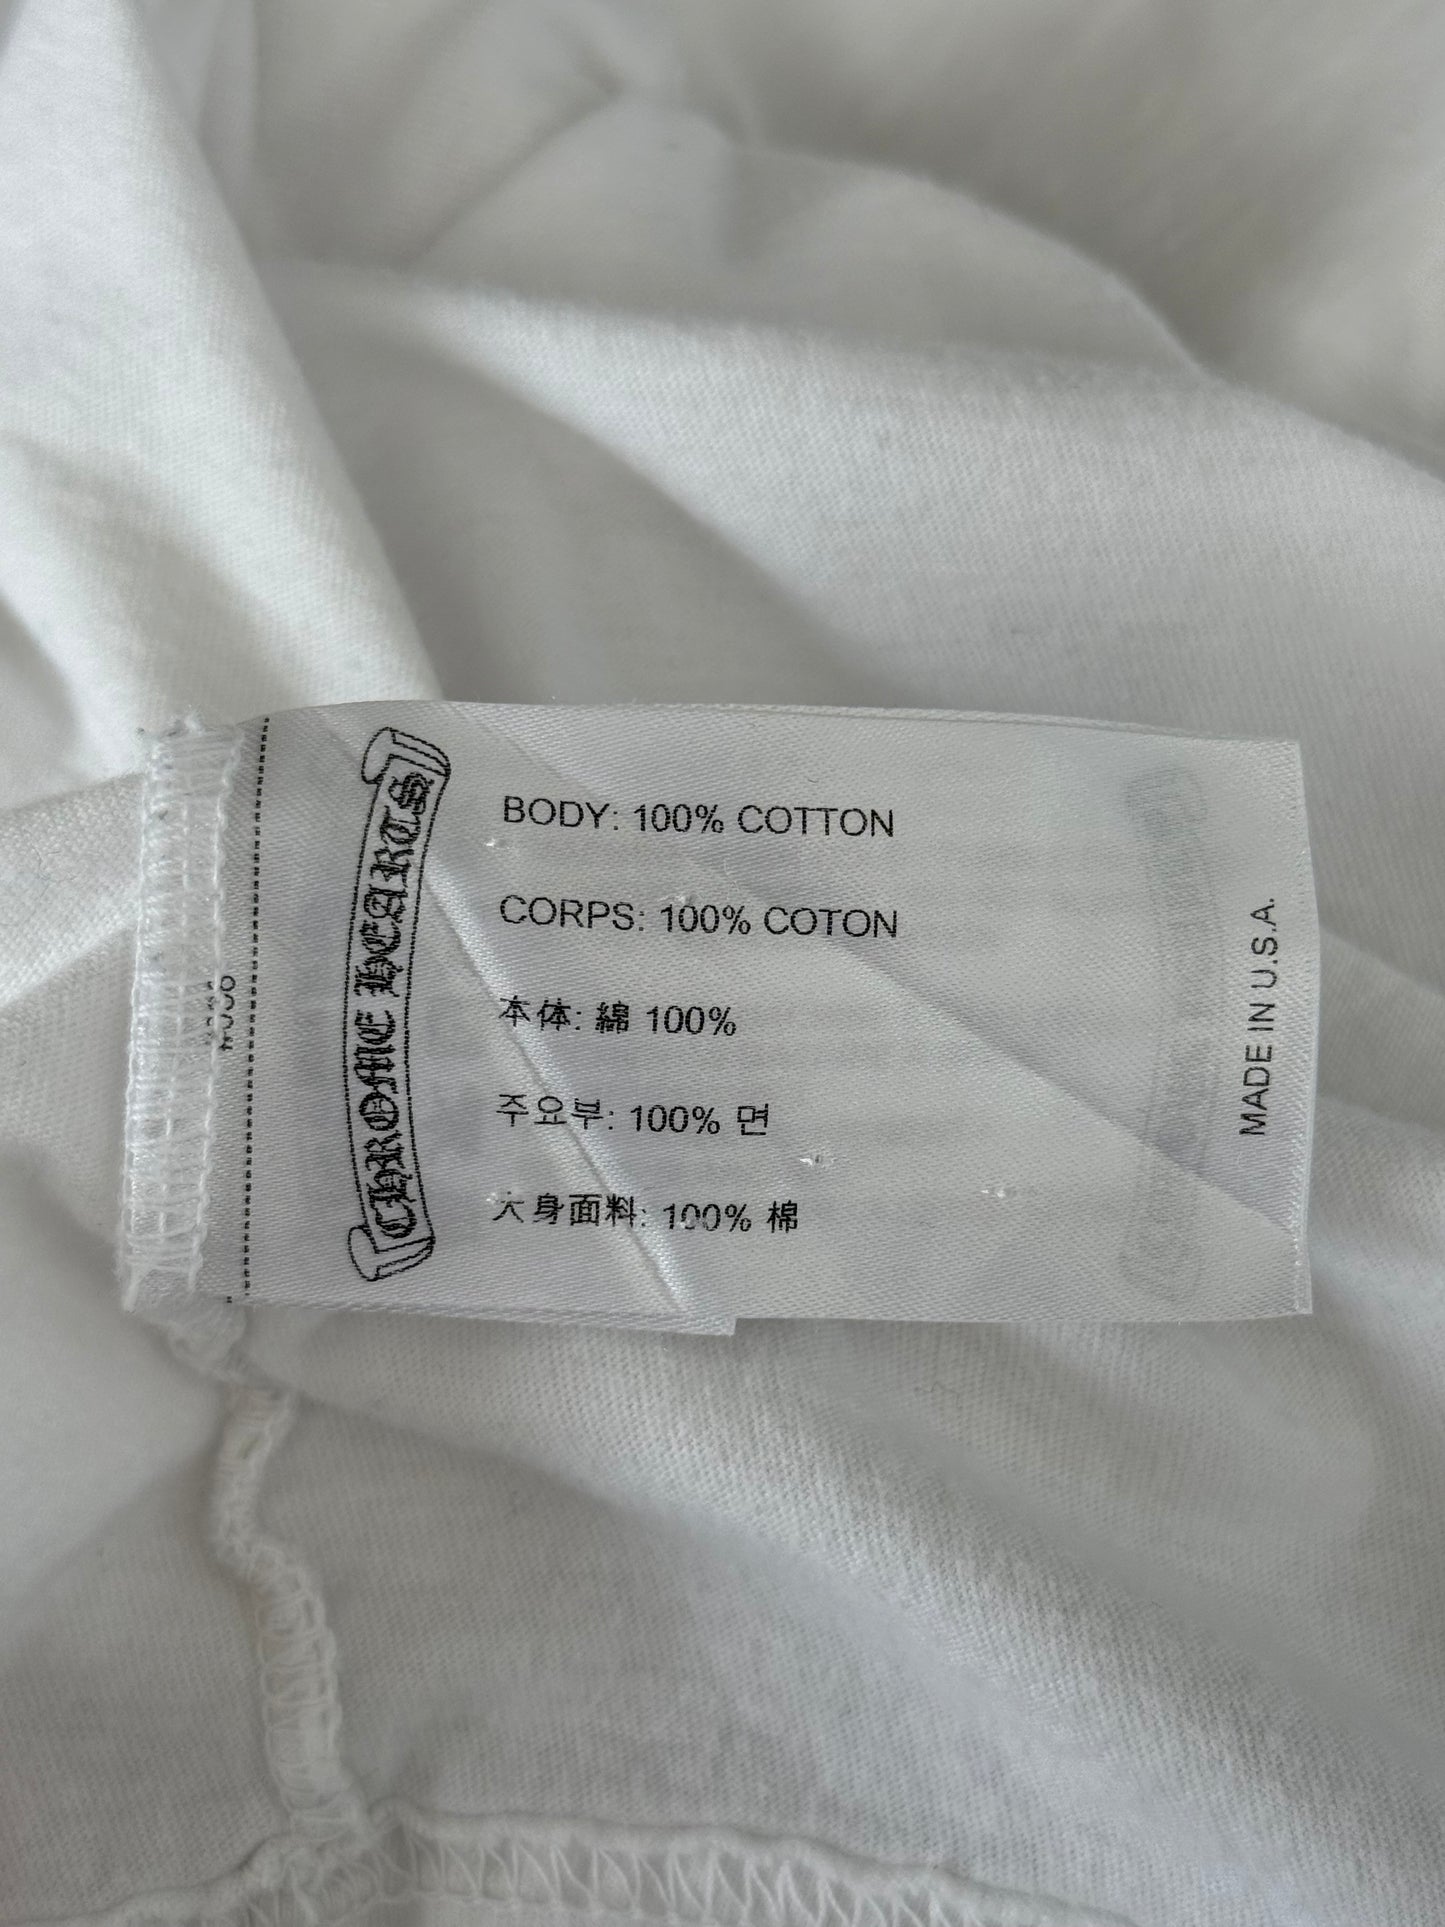 CHROME HEARTS
BODY: 100% COTTON
CORPS: 100% COTON
本体: 綿 100%
주요부: 100% 면
大身面料: 100% 棉
MADE IN U.S.A.